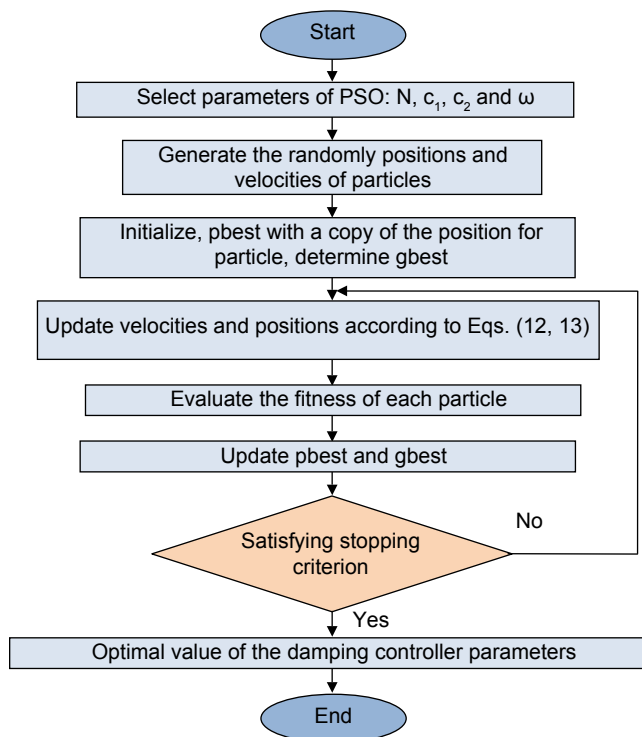 Start
Select parameters of PSO: N, c₁, c₂ and ω
Generate the randomly positions and
velocities of particles
Initialize, pbest with a copy of the position for
particle, determine gbest
Update velocities and positions according to Eqs. (12, 13)
Evaluate the fitness of each particle
Update pbest and gbest
Satisfying stopping
criterion
No
Yes
Optimal value of the damping controller parameters
End